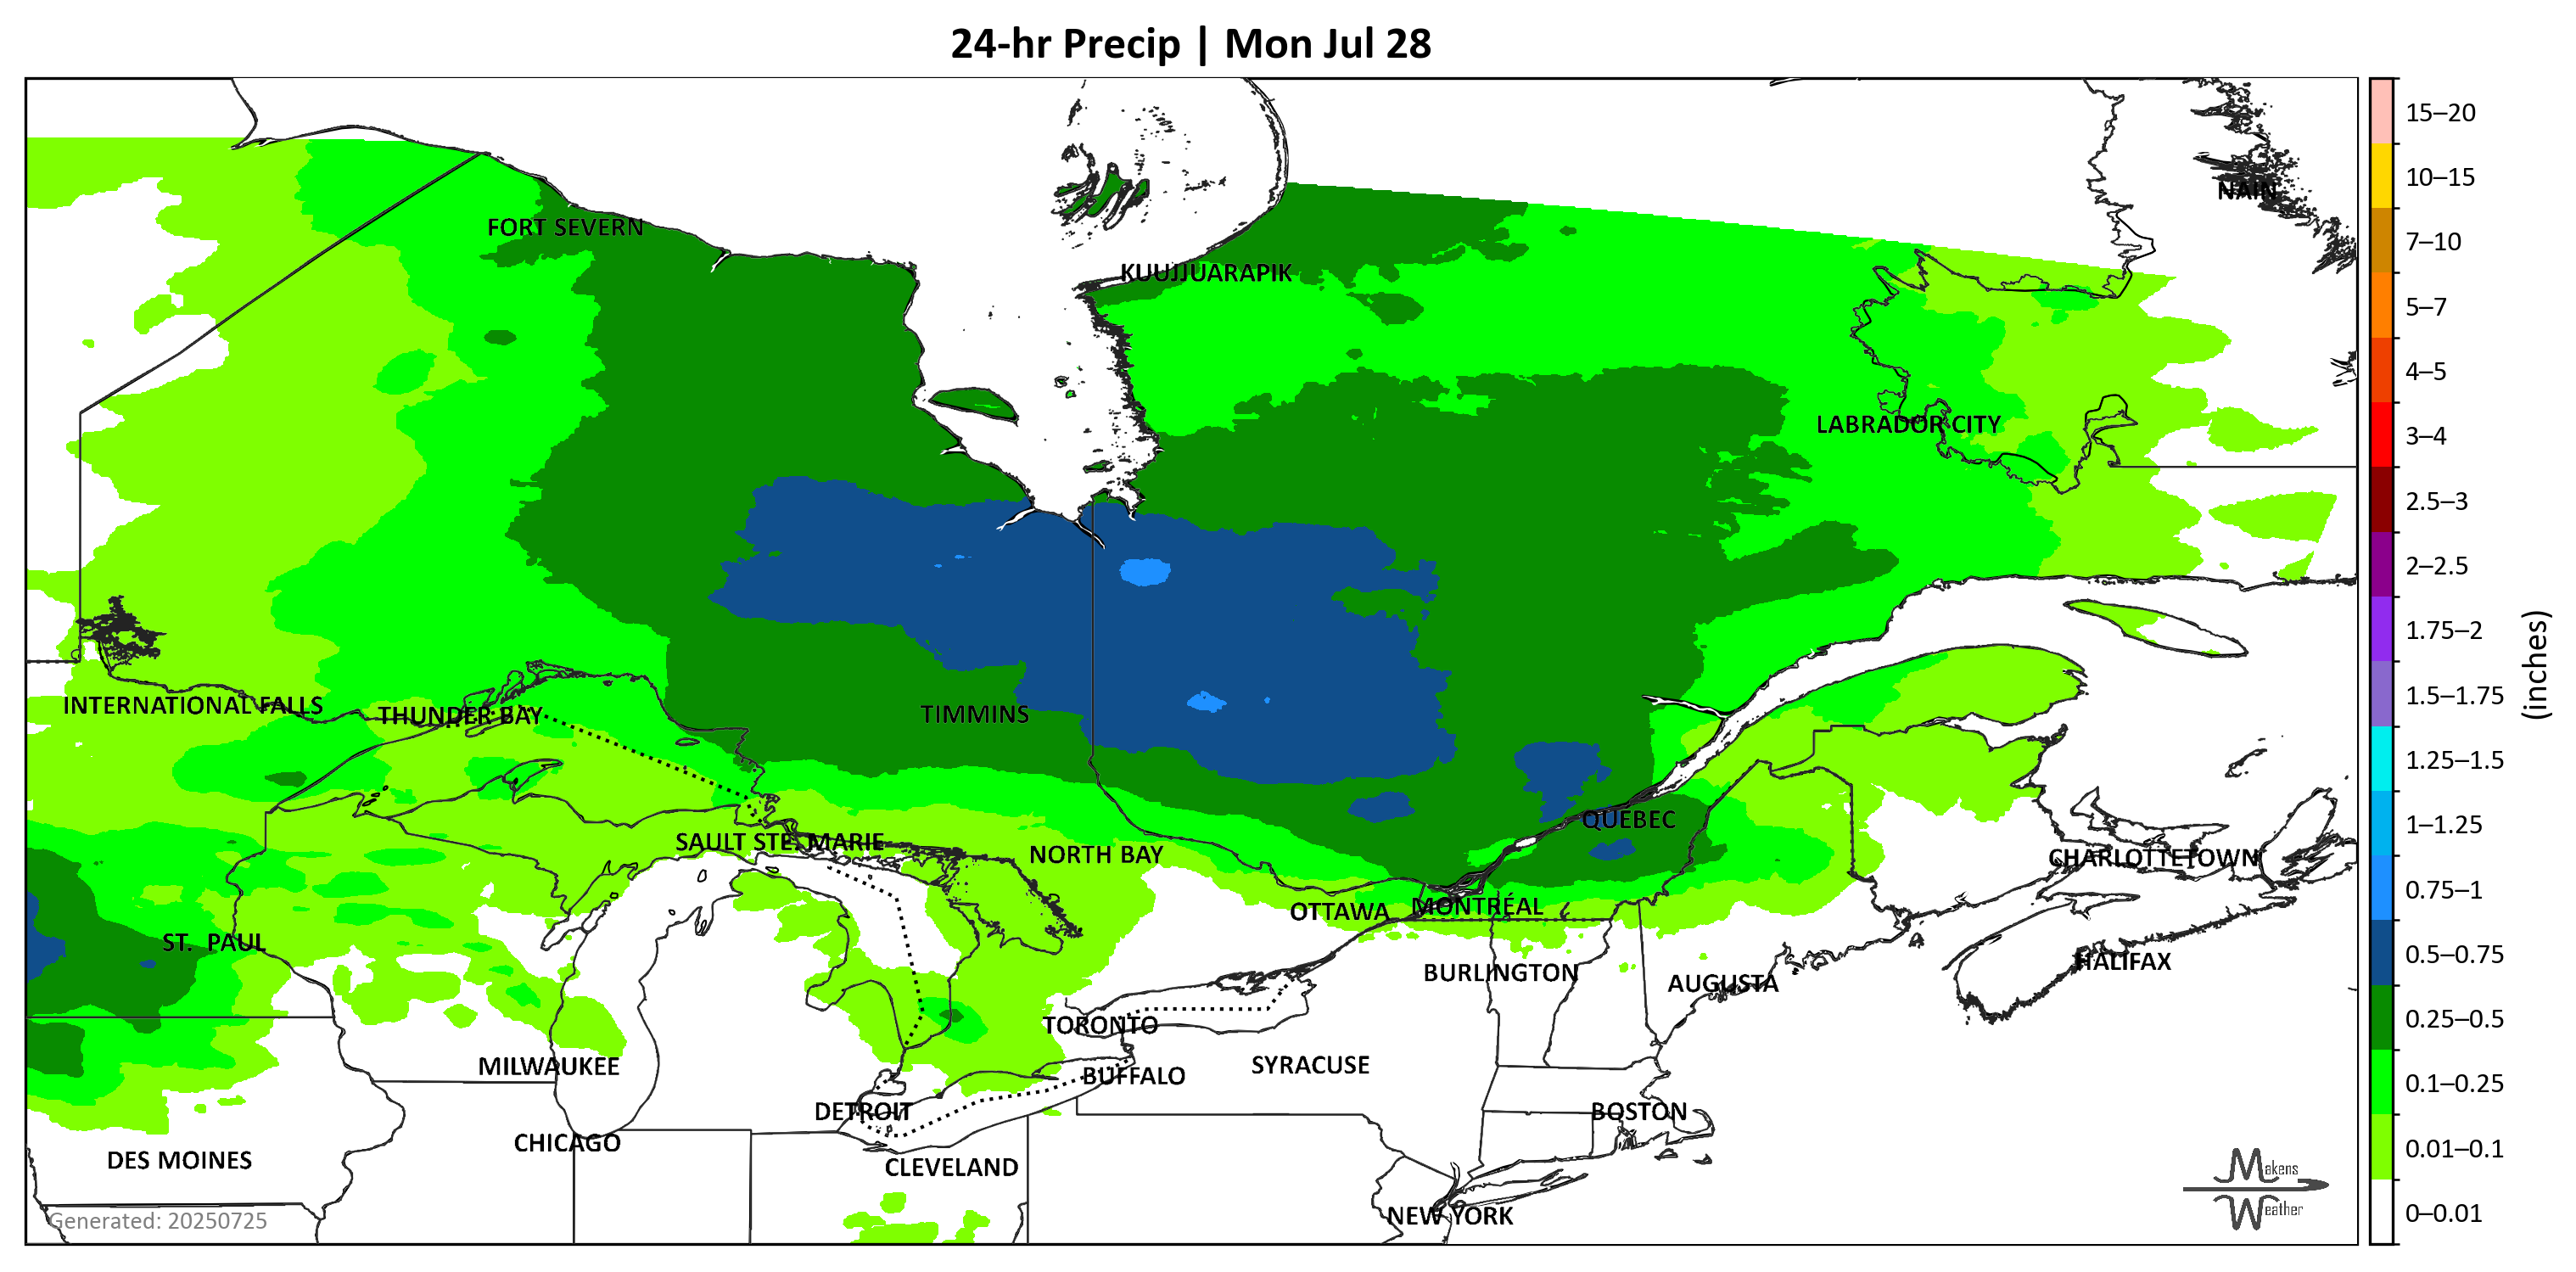 24-hr Precip | Mon Jul 28
NAIN
FORT SEVERN
KUUJJUARAPIK
LABRADOR CITY
INTERNATIONAL FALLS
THUNDER BAY
TIMMINS
QUEBEC
SAULT STE. MARIE
NORTH BAY
CHARLOTTETOWN
OTTAWA
MONTRÉAL
ST. PAUL
HALIFAX
BURLINGTON
AUGUSTA
TORONTO
MILWAUKEE
SYRACUSE
BUFFALO
DETROIT
BOSTON
CHICAGO
DES MOINES
CLEVELAND
NEW YORK
Generated: 20250725
Makens
Weather
15–20
10–15
7–10
5–7
4–5
3–4
2.5–3
2–2.5
1.75–2
1.5–1.75
1.25–1.5
1–1.25
0.75–1
0.5–0.75
0.25–0.5
0.1–0.25
0.01–0.1
0–0.01
(inches)